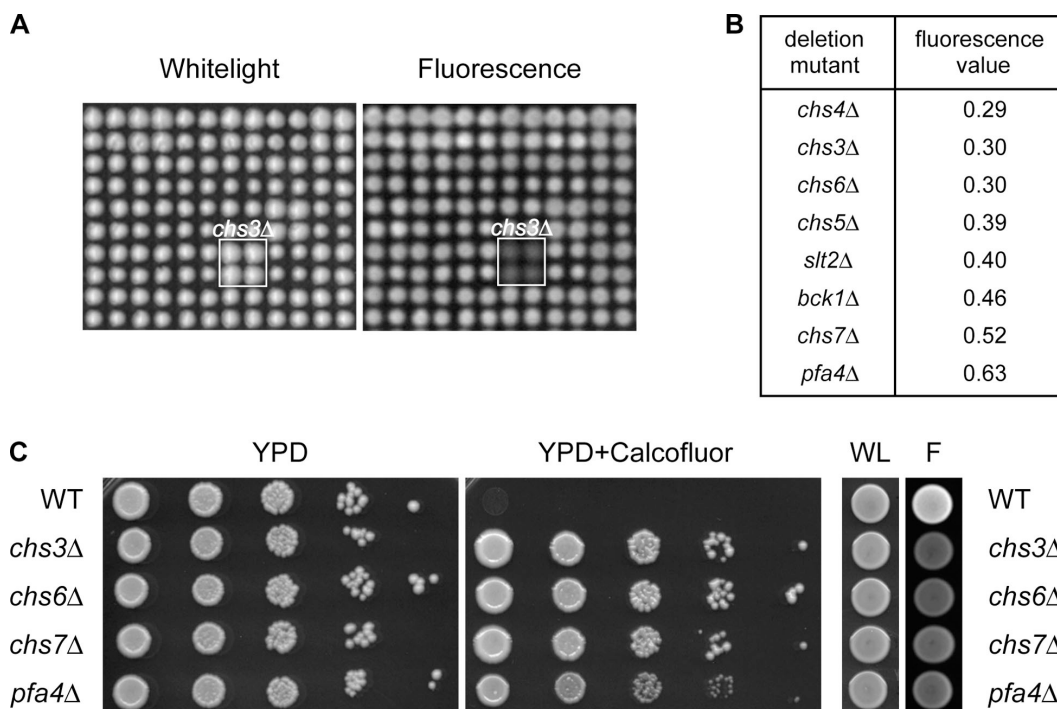 A
Whitelight
Fluorescence
chs3Δ
chs3Δ
B
deletion mutant
fluorescence value
chs4Δ 0.29
chs3Δ 0.30
chs6Δ 0.30
chs5Δ 0.39
slt2Δ 0.40
bck1Δ 0.46
chs7Δ 0.52
pfa4Δ 0.63
C
YPD
YPD+Calcofluor
WL
F
WT
chs3Δ
chs6Δ
chs7Δ
pfa4Δ
WT
chs3Δ
chs6Δ
chs7Δ
pfa4Δ